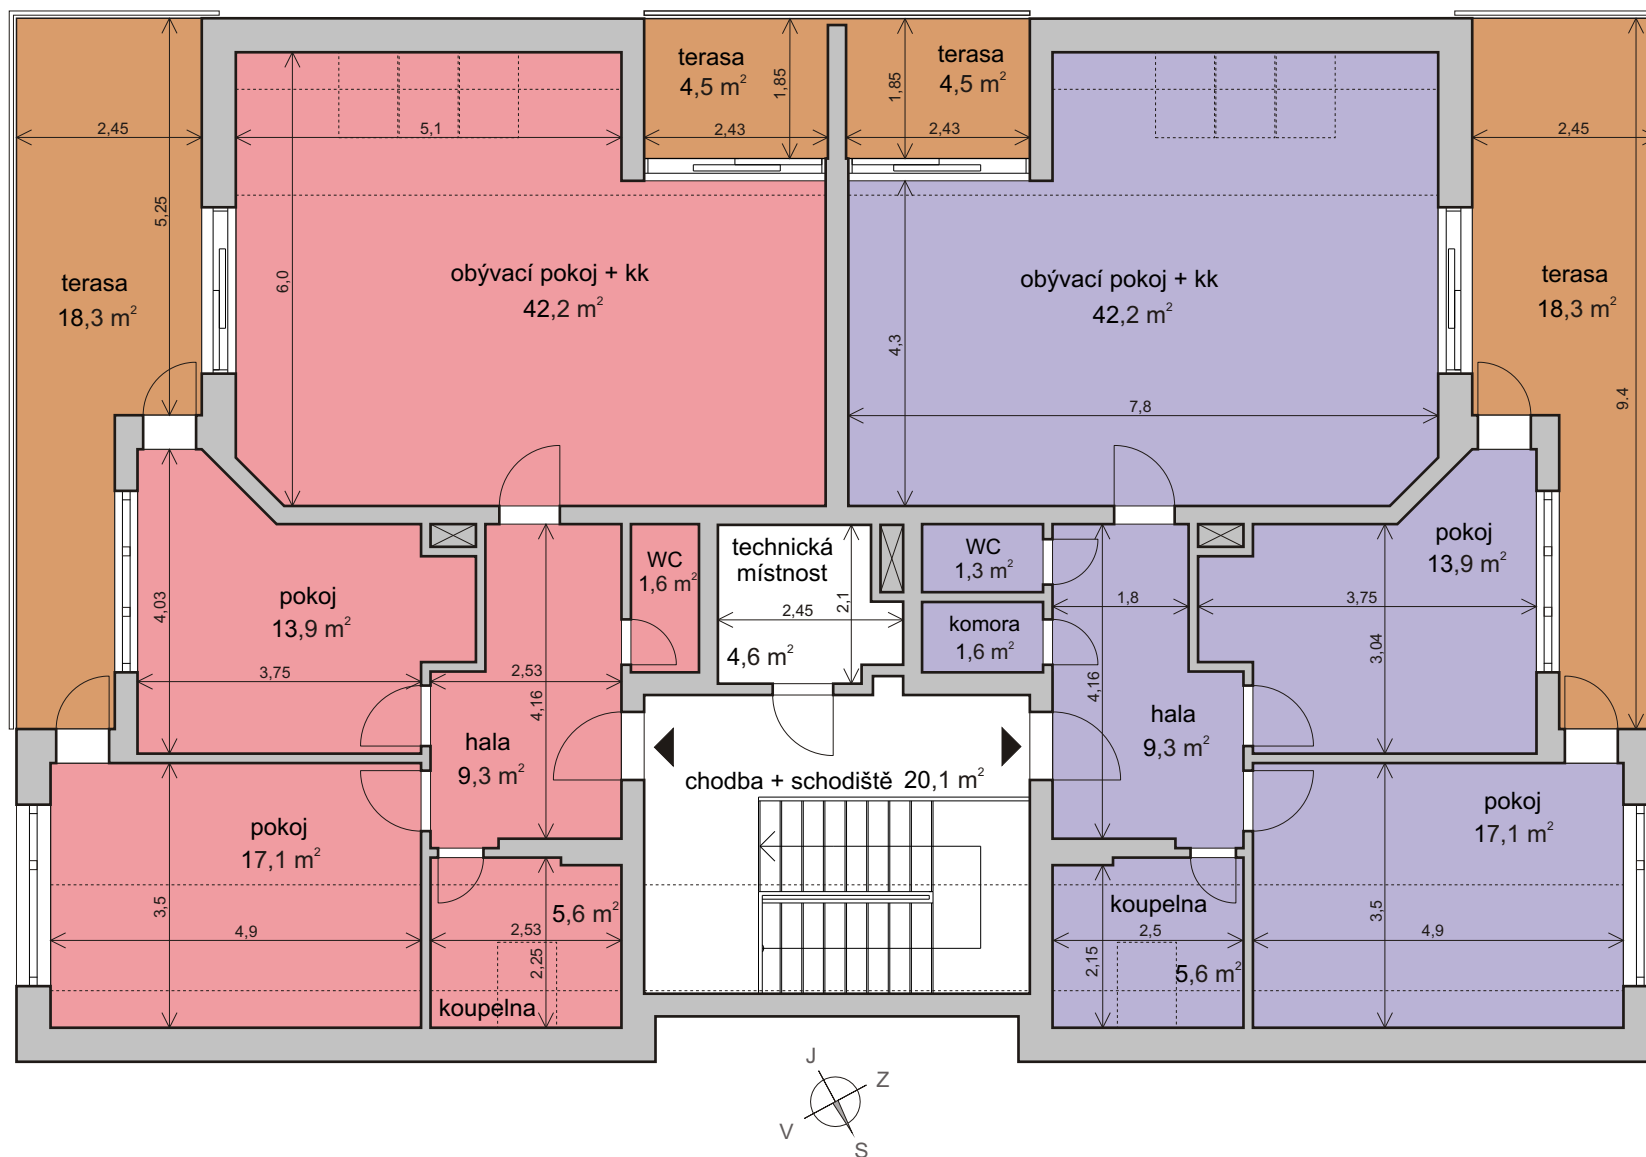 terasa
4,5 m²
1,85
2,43
terasa
4,5 m²
1,85
2,43
2,45
5,1
2,45
5,25
6,0
terasa
18,3 m²
obývací pokoj + kk
42,2 m²
obývací pokoj + kk
42,2 m²
4,3
7,8
terasa
18,3 m²
9.4
pokoj
13,9 m²
4,03
3,75
WC
1,6 m²
technická
místnost
2,45
2,1
4,6 m²
WC
1,3 m²
komora
1,6 m²
1,8
3,75
3,04
pokoj
13,9 m²
2,53
4,16
hala
9,3 m²
4,16
hala
9,3 m²
chodba + schodiště 20,1 m²
pokoj
17,1 m²
3,5
4,9
5,6 m²
2,53
2,25
koupelna
koupelna
2,5
2,15
5,6 m²
pokoj
17,1 m²
3,5
4,9
J
Z
V
S